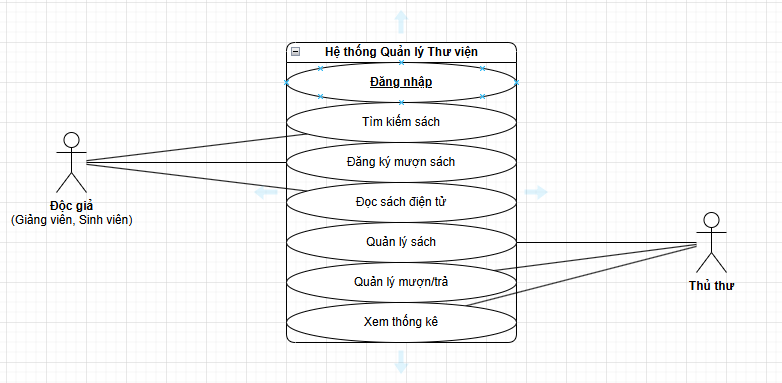 Hệ thống Quản lý Thư viện
Đăng nhập
Tìm kiếm sách
Đăng ký mượn sách
Đọc sách điện tử
Quản lý sách
Quản lý mượn/trả
Xem thống kê
Độc giả
(Giảng viên, Sinh viên)
Thủ thư